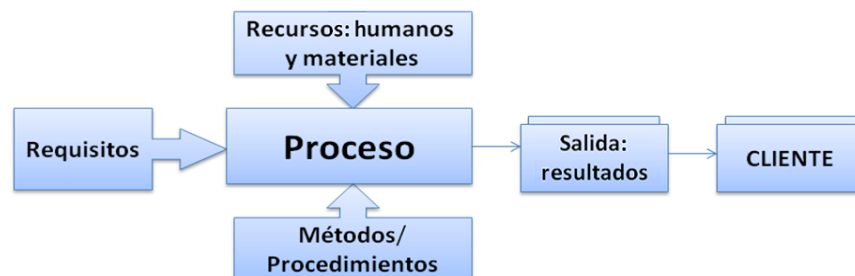 Recursos: humanos
y materiales
Requisitos
Proceso
Salida:
resultados
CLIENTE
Métodos/
Procedimientos